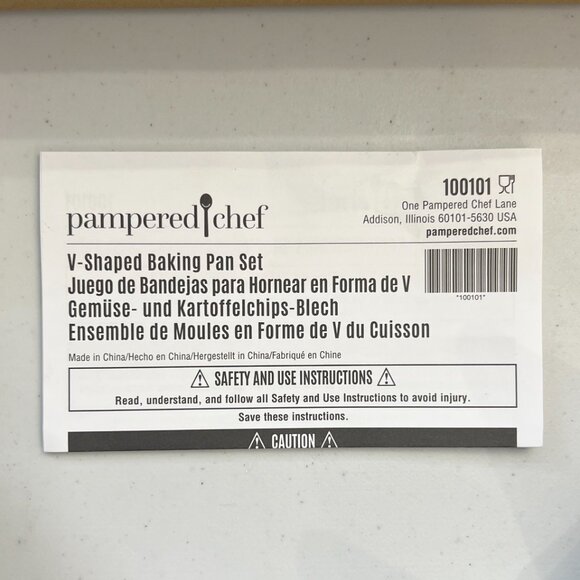 pampered chef
100101
One Pampered Chef Lane
Addison, Illinois 60101-5630 USA
pamperedchef.com
V-Shaped Baking Pan Set
Juego de Bandejas para Hornear en Forma de V
Gemüse- und Kartoffelchips-Blech
Ensemble de Moules en Forme de V du Cuisson
*100101*
Made in China/Hecho en China/Hergestellt in China/Fabriqué en Chine
SAFETY AND USE INSTRUCTIONS
Read, understand, and follow all Safety and Use Instructions to avoid injury.
Save these instructions.
CAUTION